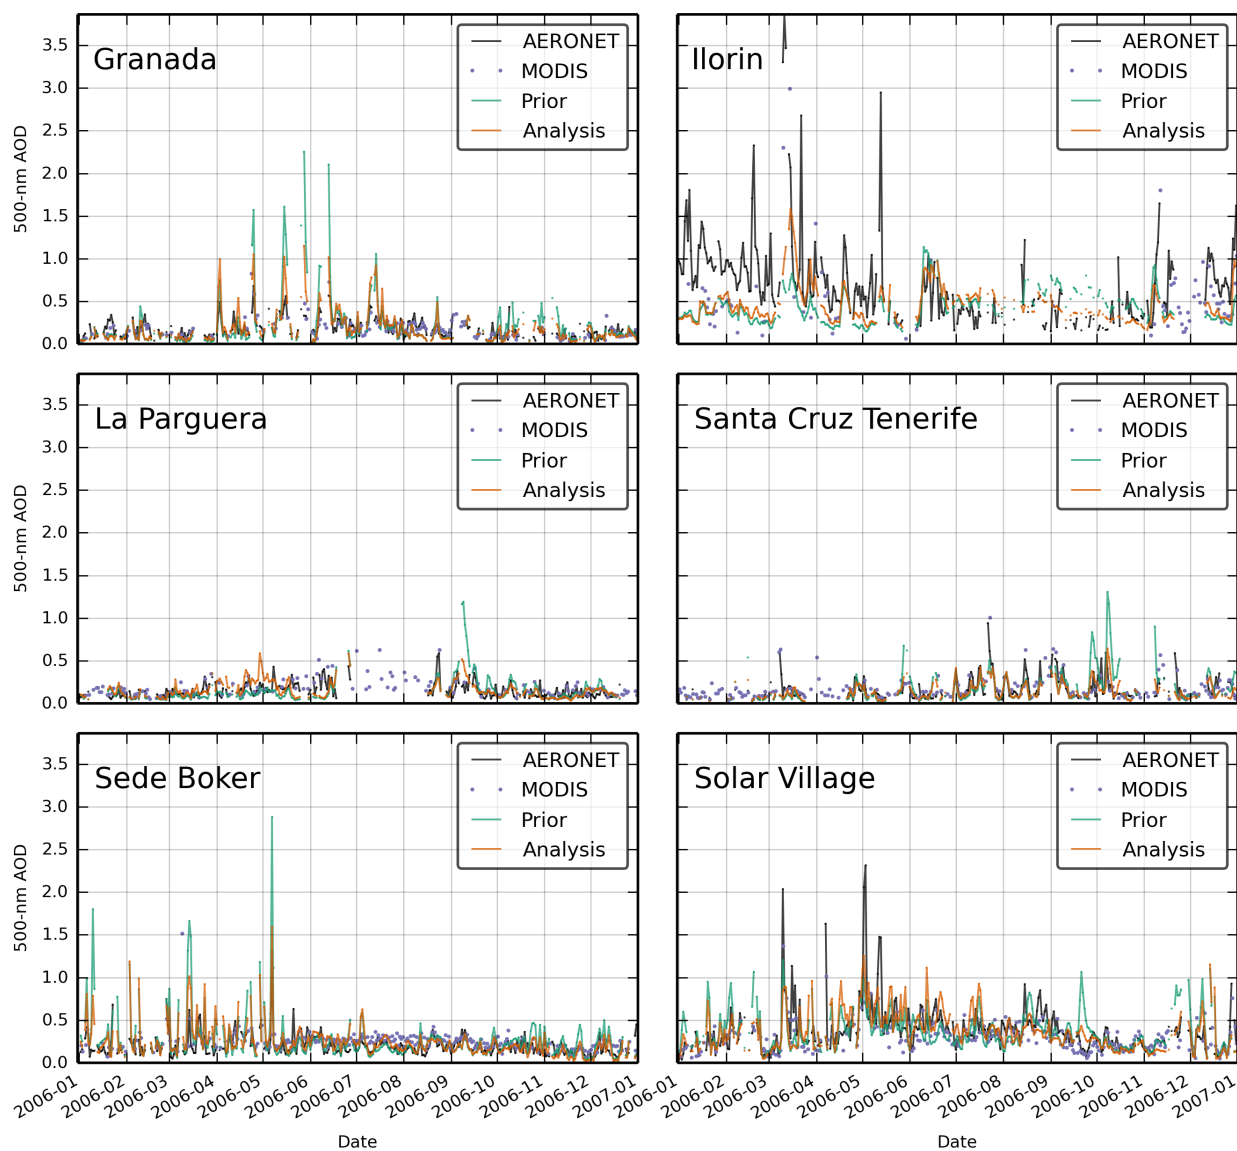 Granada
AERONET
MODIS
Prior
Analysis
3.5
3.0
2.5
2.0
1.5
1.0
0.5
0.0
500-nm AOD
Ilorin
AERONET
MODIS
Prior
Analysis
La Parguera
AERONET
MODIS
Prior
Analysis
3.5
3.0
2.5
2.0
1.5
1.0
0.5
0.0
500-nm AOD
Santa Cruz Tenerife
AERONET
MODIS
Prior
Analysis
Sede Boker
AERONET
MODIS
Prior
Analysis
3.5
3.0
2.5
2.0
1.5
1.0
0.5
0.0
500-nm AOD
2006-01
2006-02
2006-03
2006-04
2006-05
2006-06
2006-07
2006-08
2006-09
2006-10
2006-11
2006-12
2007-01
Date
Solar Village
AERONET
MODIS
Prior
Analysis
2006-01
2006-02
2006-03
2006-04
2006-05
2006-06
2006-07
2006-08
2006-09
2006-10
2006-11
2006-12
2007-01
Date